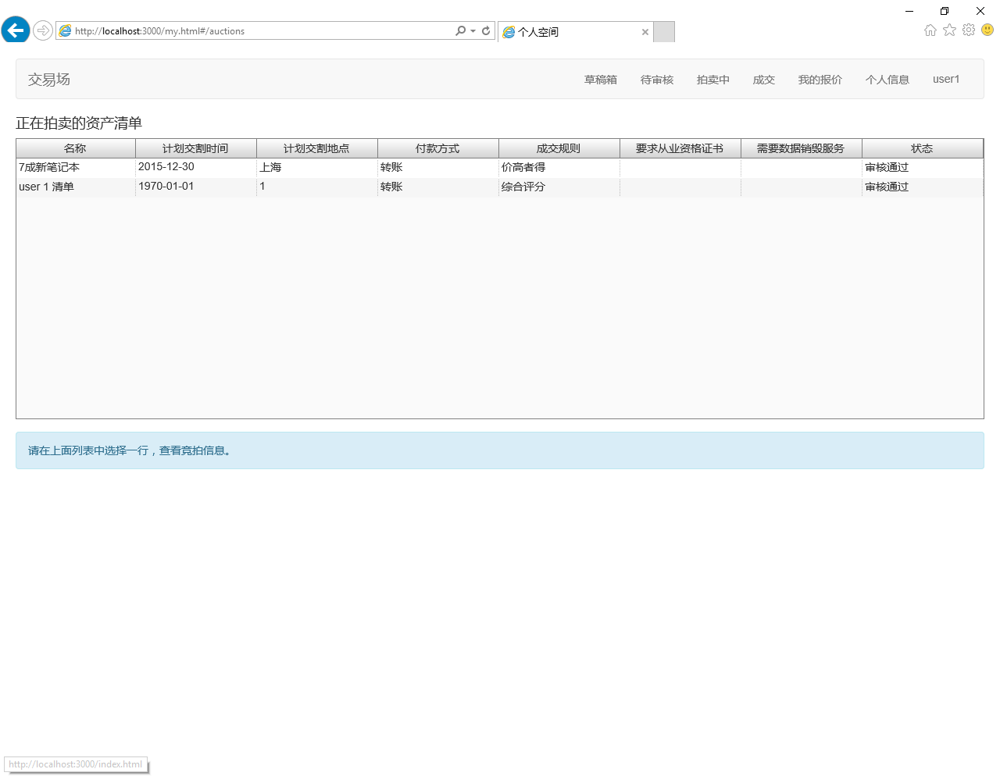 http://localhost:3000/my.html#/auctions
个人空间
交易场 草稿箱 待审核 拍卖中 成交 我的报价 个人信息 user1
正在拍卖的资产清单
名称 计划交割时间 计划交割地点 付款方式 成交规则 要求从业资格证书 需要数据销毁服务 状态
7成新笔记本 2015-12-30 上海 转账 价高者得 审核通过
user 1 清单 1970-01-01 1 转账 综合评分 审核通过
请在上面列表中选择一行，查看竞拍信息。
http://localhost:3000/index.html